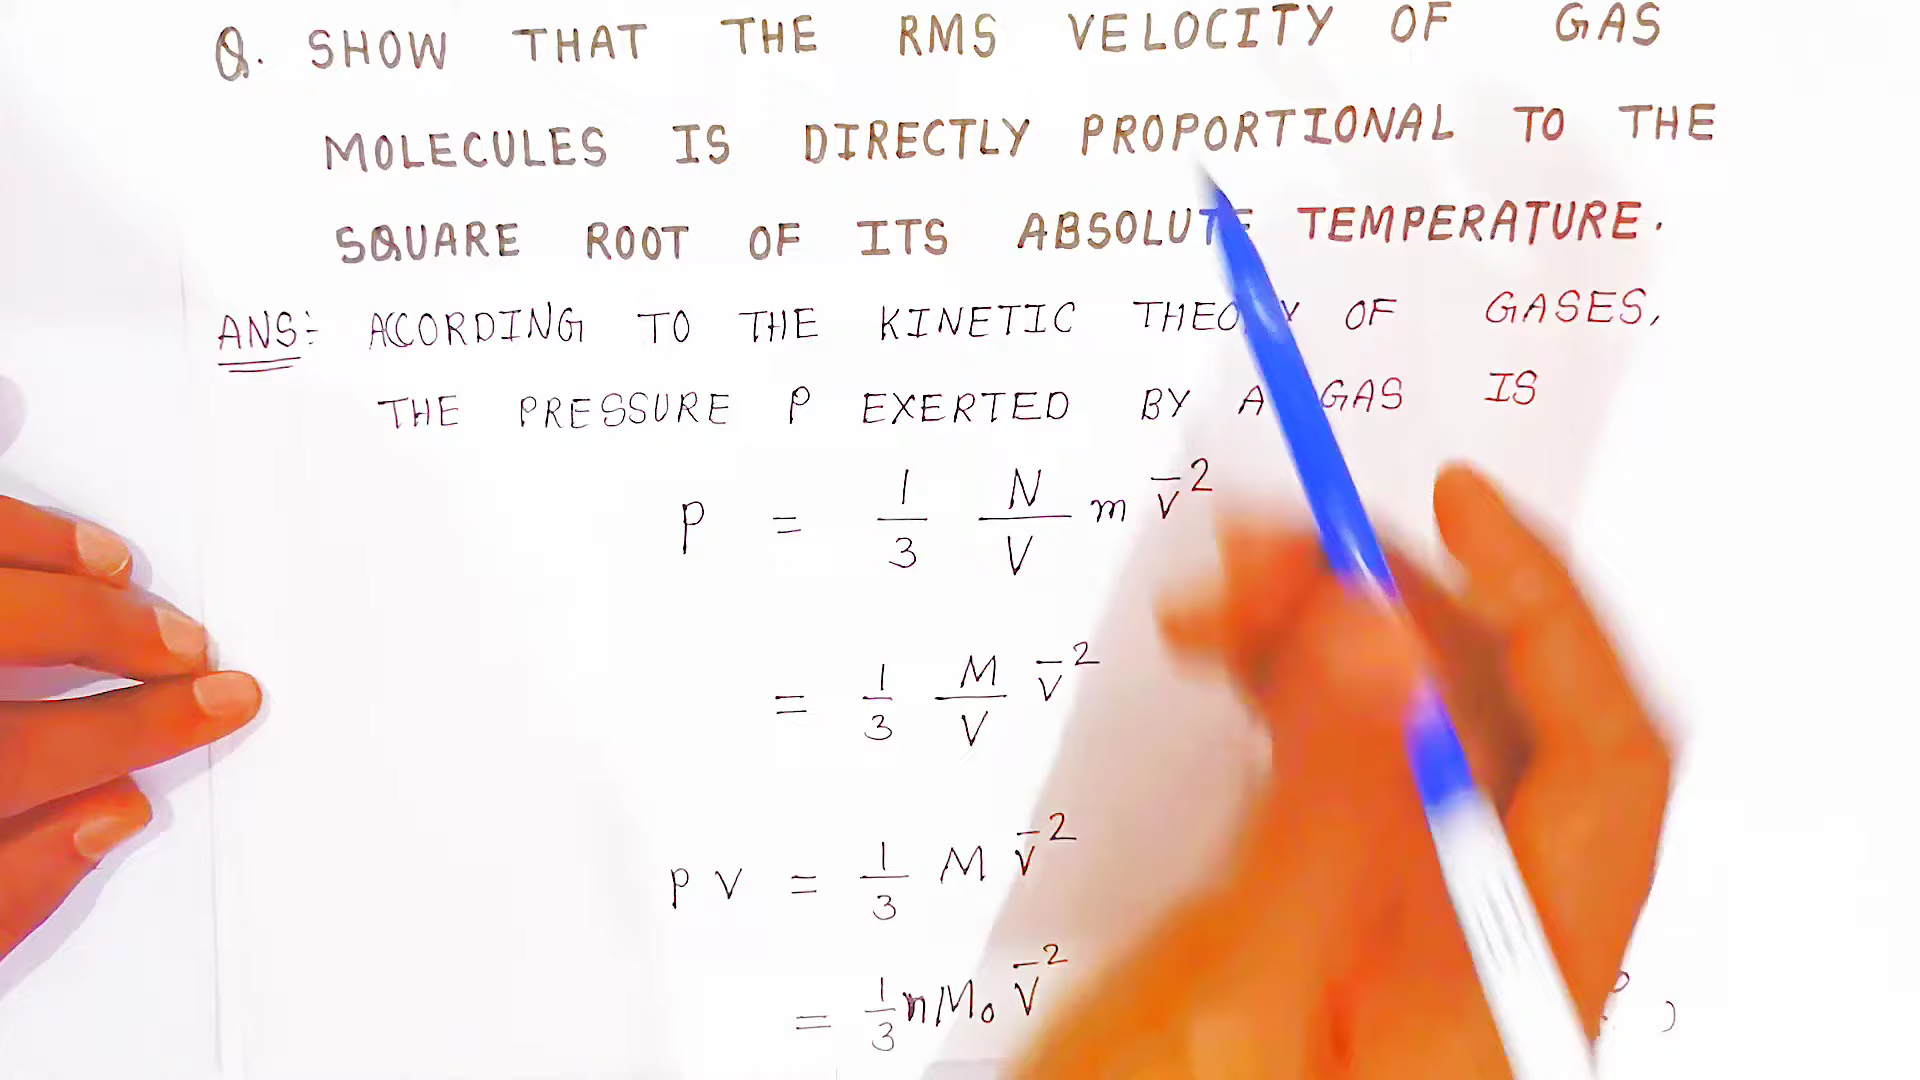 Q. SHOW THAT THE RMS VELOCITY OF GAS
MOLECULES IS DIRECTLY PROPORTIONAL TO THE
SQUARE ROOT OF ITS ABSOLUTE TEMPERATURE.
ANS:- ACCORDING TO THE KINETIC THEORY OF GASES,
THE PRESSURE P EXERTED BY A GAS IS
P = 1/3 N/V m v̅²
= 1/3 M/V v̅²
PV = 1/3 M v̅²
= 1/3 n M₀ v̅²